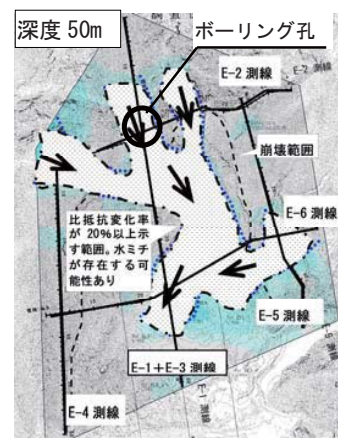 深度 50m
ボーリング孔
E-2 測線
E-2 測線
崩壊範囲
E-6 測線
比抵抗変化率
が 20%以上示
す範囲。水ミチ
が存在する可
能性あり
E-5 測線
E-1＋E-3 測線
E-4 測線
E-1 測線